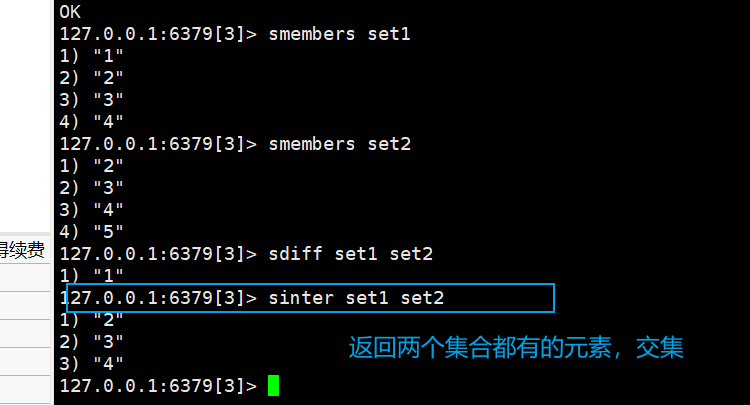 OK
127.0.0.1:6379[3]> smembers set1
1) "1"
2) "2"
3) "3"
4) "4"
127.0.0.1:6379[3]> smembers set2
1) "2"
2) "3"
3) "4"
4) "5"
得续费
127.0.0.1:6379[3]> sdiff set1 set2
1) "1"
127.0.0.1:6379[3]> sinter set1 set2
1) "2"
2) "3"
返回两个集合都有的元素，交集
3) "4"
127.0.0.1:6379[3]>